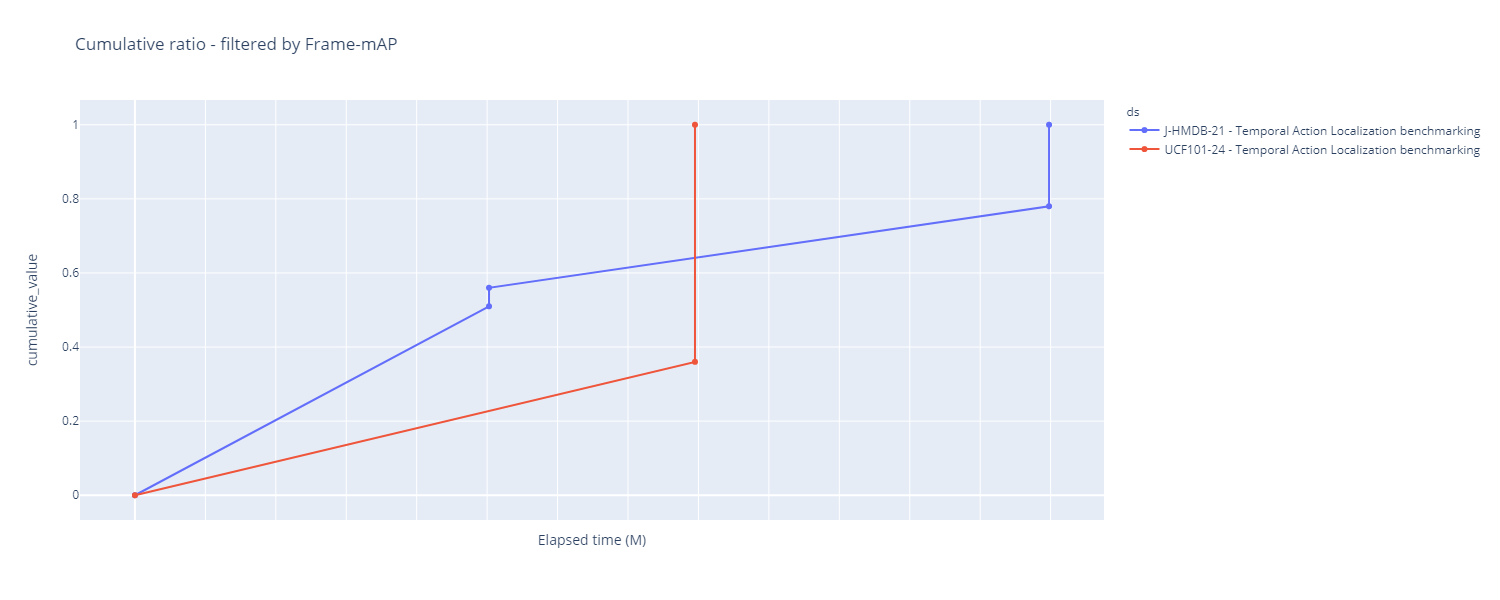 Cumulative ratio - filtered by Frame-mAP
ds
J-HMDB-21 - Temporal Action Localization benchmarking
UCF101-24 - Temporal Action Localization benchmarking
1
0.8
0.6
0.4
0.2
0
cumulative_value
Elapsed time (M)